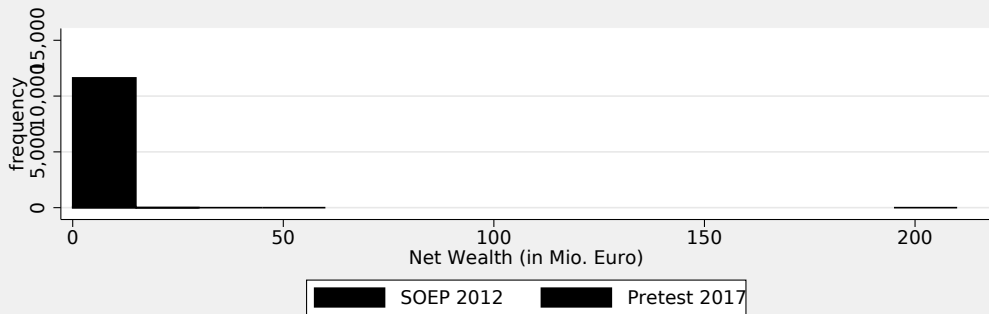 15,000
10,000
5,000
0
frequency
0 50 100 150 200
Net Wealth (in Mio. Euro)
SOEP 2012 Pretest 2017